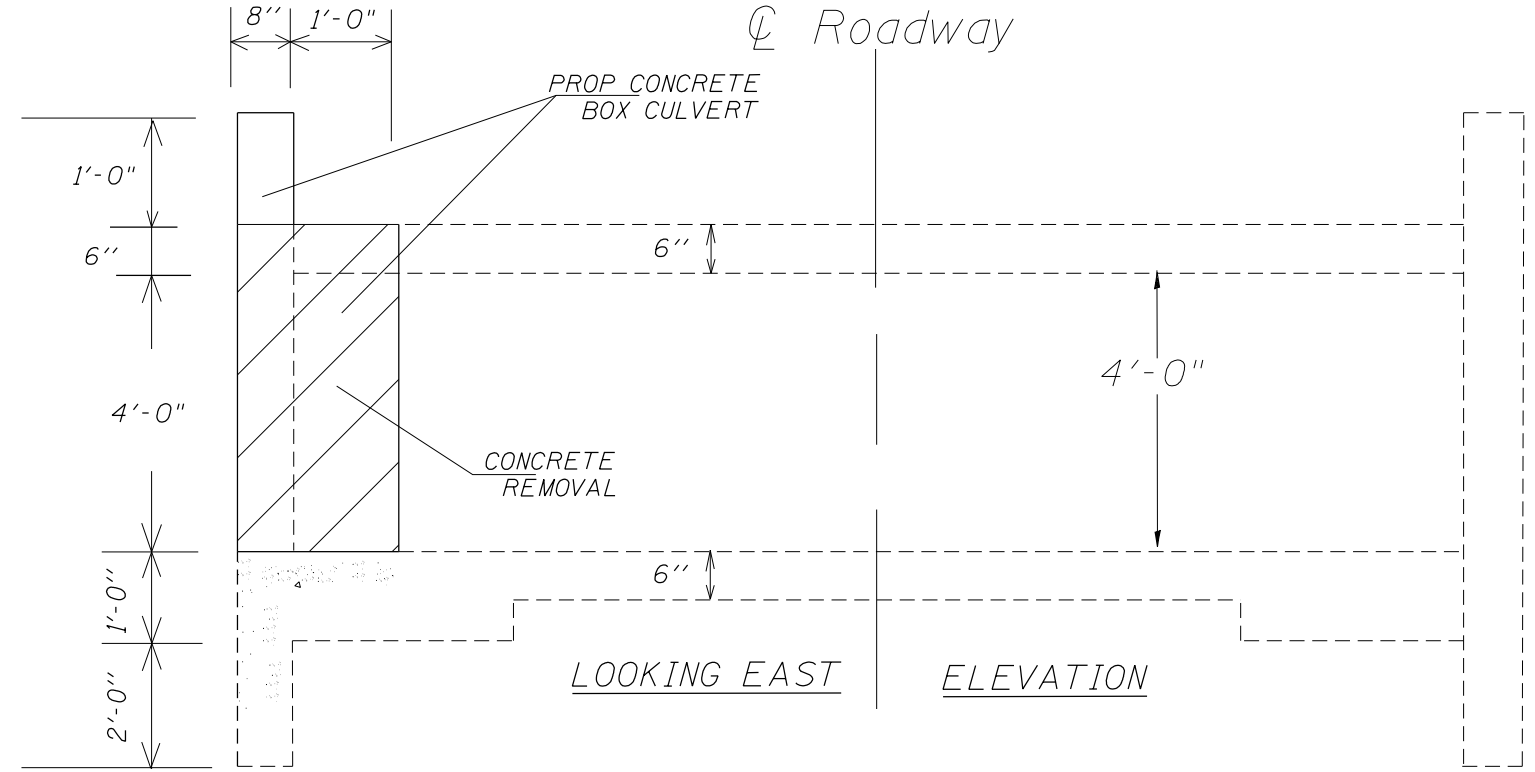 8" 1'-0"
℄ Roadway
PROP CONCRETE
BOX CULVERT
1'-0"
6"
6"
4'-0"
4'-0"
CONCRETE
REMOVAL
6"
1'-0"
2'-0"
LOOKING EAST
ELEVATION